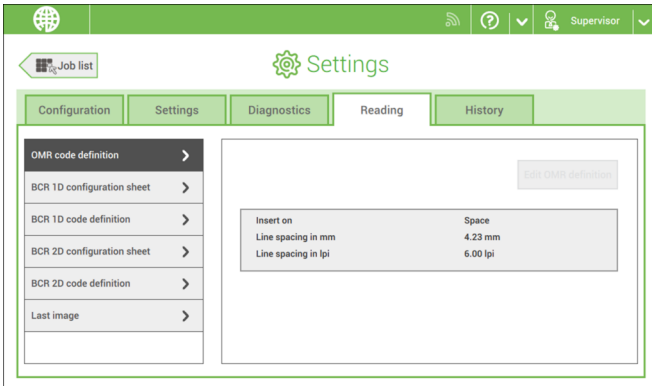 Supervisor
Job list
Settings
Configuration
Settings
Diagnostics
Reading
History
OMR code definition
BCR 1D configuration sheet
BCR 1D code definition
BCR 2D configuration sheet
BCR 2D code definition
Last image
Edit OMR definition
Insert on Space
Line spacing in mm 4.23 mm
Line spacing in lpi 6.00 lpi